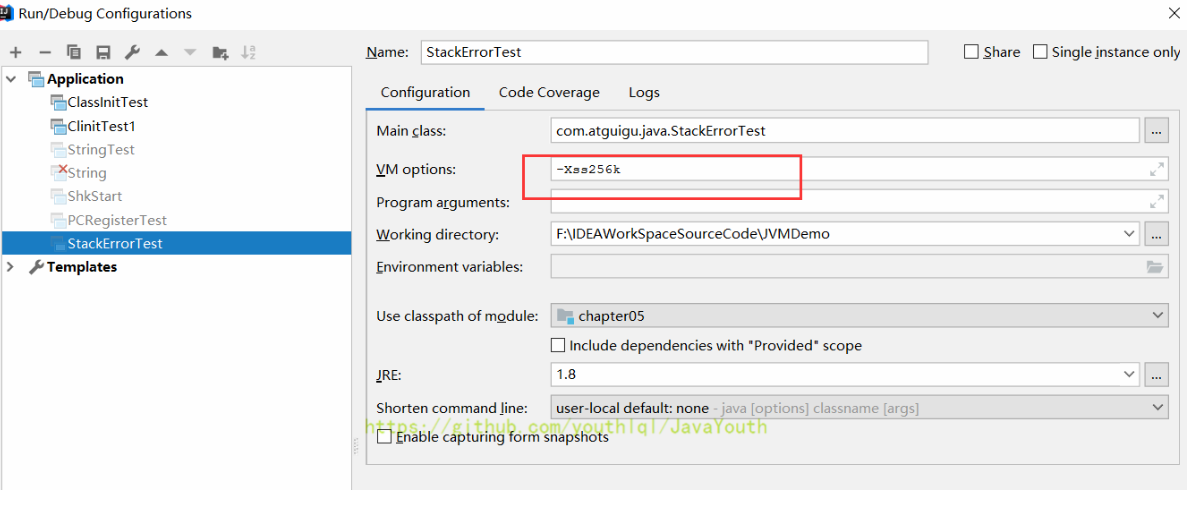 Run/Debug Configurations
Name: StackErrorTest Share Single instance only
Application
ClassInitTest
ClinitTest1
StringTest
String
ShkStart
PCRegisterTest
StackErrorTest
Templates
Configuration Code Coverage Logs
Main class: com.atguigu.java.StackErrorTest ...
VM options: -Xss256k
Program arguments:
Working directory: F:\IDEAWorkSpaceSourceCode\JVMDemo ...
Environment variables:
Use classpath of module: chapter05
Include dependencies with "Provided" scope
JRE: 1.8 ...
Shorten command line: user-local default: none - java [options] classname [args]
https://github.com/youthlql/JavaYouth
Enable capturing form snapshots